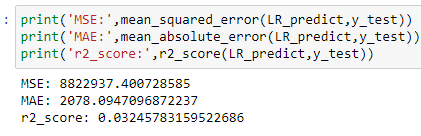 : print('MSE:',mean_squared_error(LR_predict,y_test))
print('MAE:',mean_absolute_error(LR_predict,y_test))
print('r2_score:',r2_score(LR_predict,y_test))
MSE: 8822937.400728585
MAE: 2078.0947096872237
r2_score: 0.03245783159522686